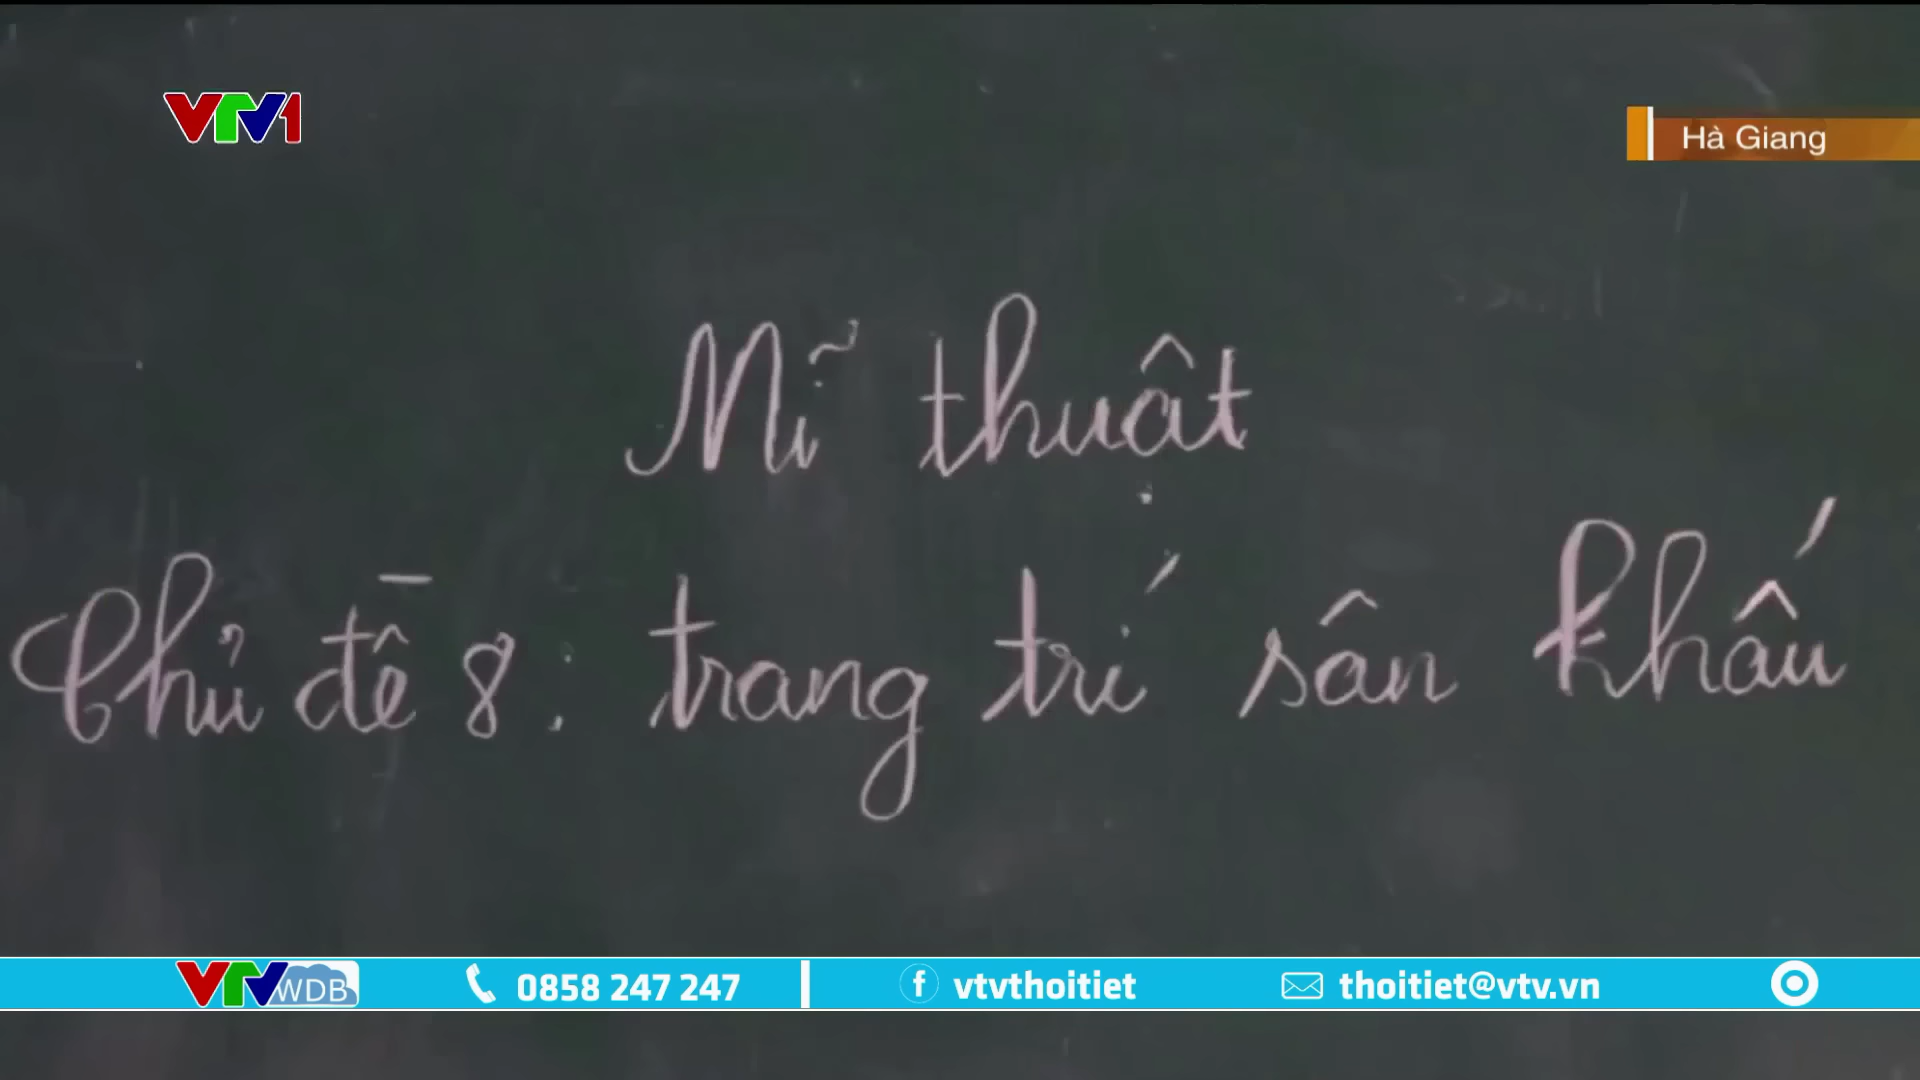 VTV1
Hà Giang
Mĩ thuật
Chủ đề 8: trang trí sân khấu
VTV WDB 0858 247 247 vtvthoitiet thoitiet@vtv.vn